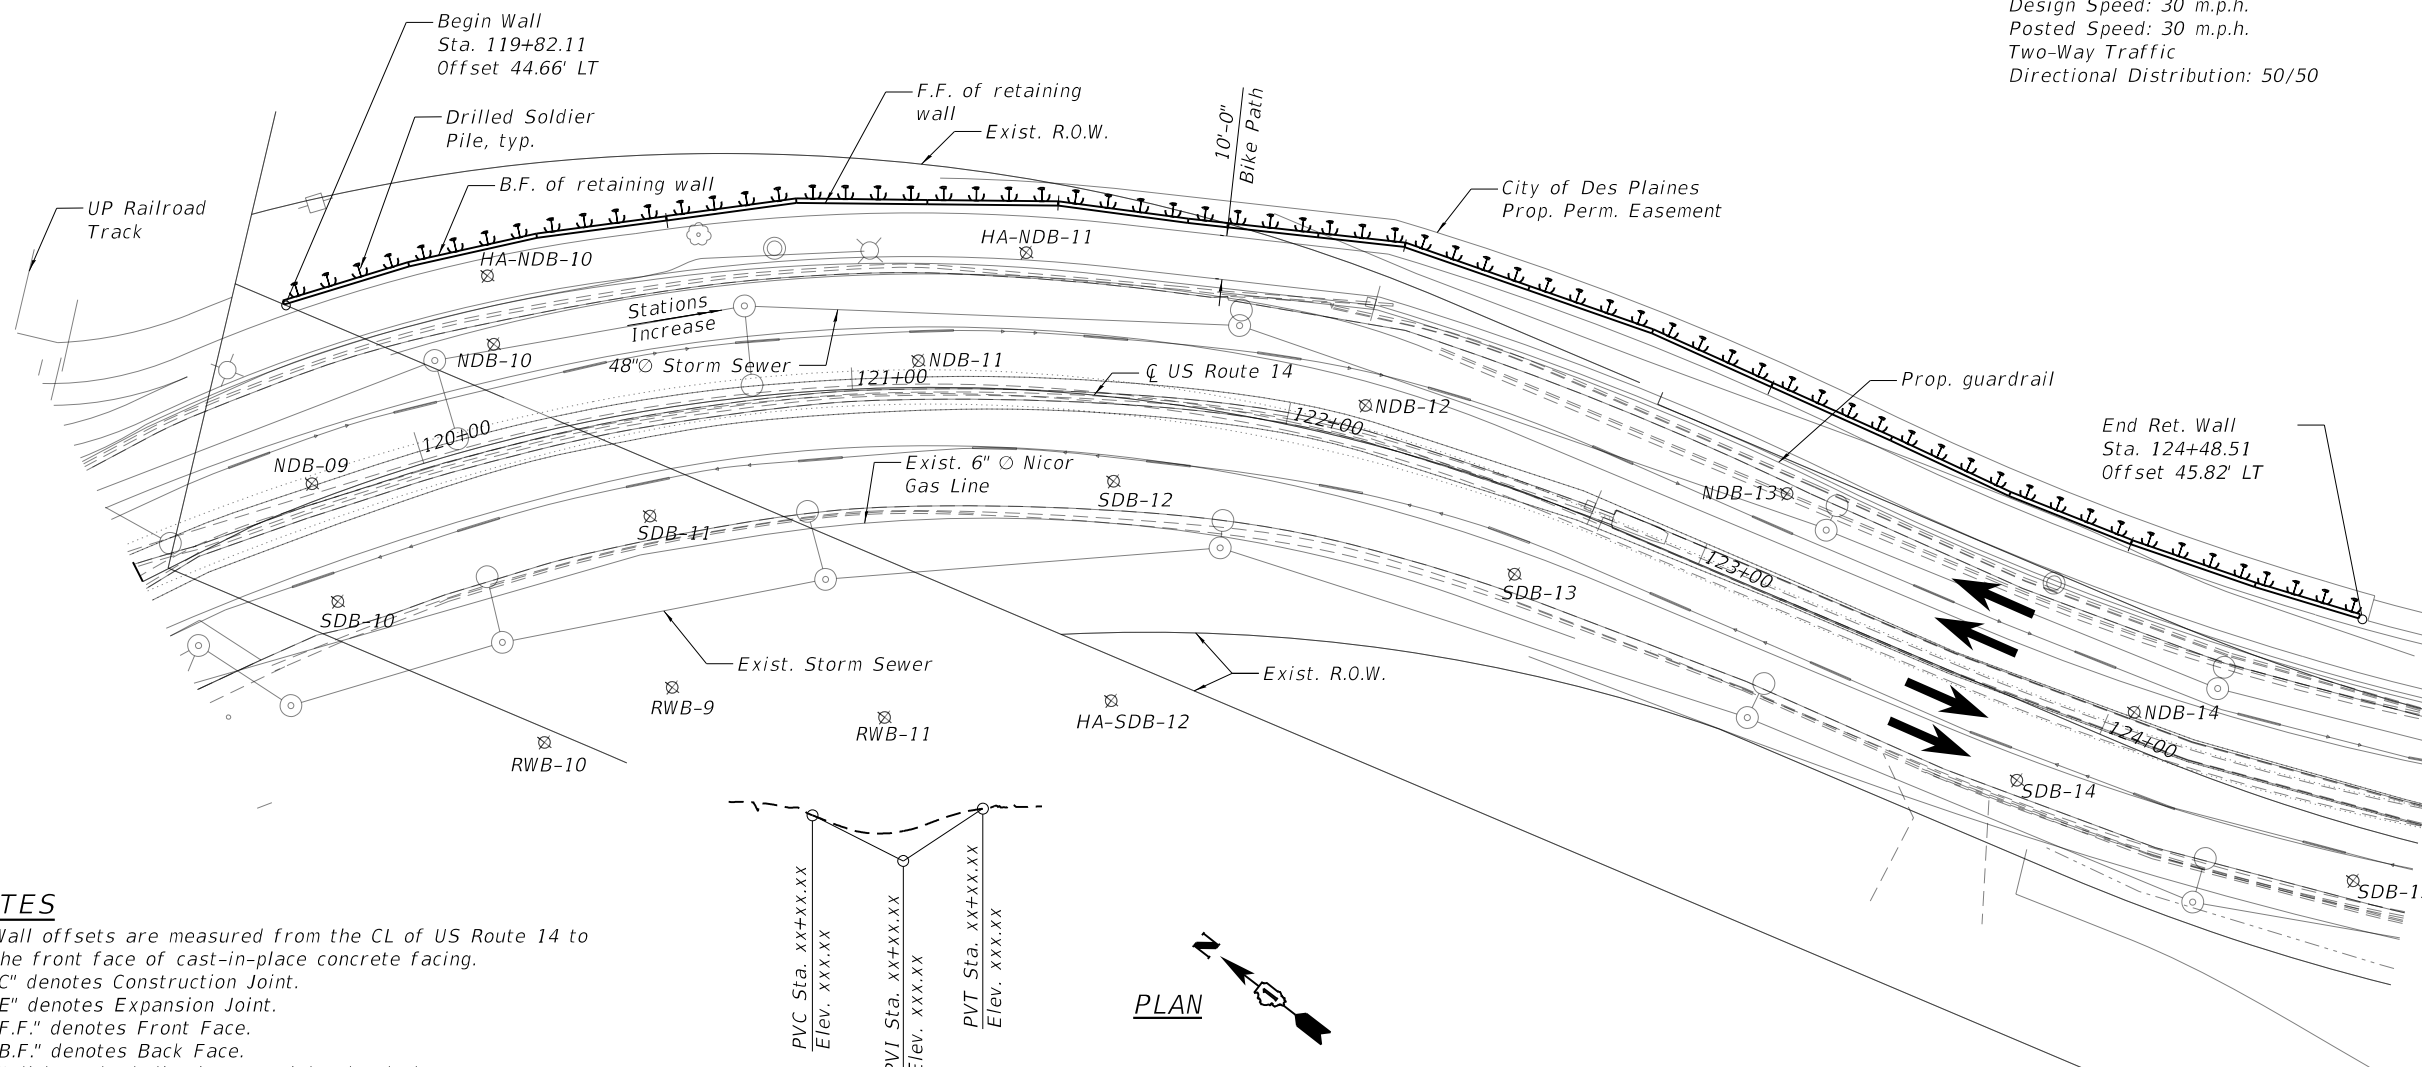 Design Speed: 30 m.p.h.
Posted Speed: 30 m.p.h.
Two-Way Traffic
Directional Distribution: 50/50
Begin Wall
Sta. 119+82.11
Offset 44.66' LT
Drilled Soldier
Pile, typ.
B.F. of retaining wall
F.F. of retaining
wall
Exist. R.O.W.
10'-0"
Bike Path
City of Des Plaines
Prop. Perm. Easement
UP Railroad
Track
HA-NDB-10
HA-NDB-11
Stations
Increase
NDB-10
48"∅ Storm Sewer
NDB-11
121+00
℄ US Route 14
NDB-12
122+00
Prop. guardrail
End Ret. Wall
Sta. 124+48.51
Offset 45.82' LT
120+00
NDB-09
Exist. 6" ∅ Nicor
Gas Line
SDB-12
NDB-13
SDB-11
SDB-10
SDB-13
123+00
Exist. Storm Sewer
Exist. R.O.W.
RWB-9
RWB-11
HA-SDB-12
RWB-10
NDB-14
124+00
SDB-14
PVC Sta. xx+xx.xx
Elev. xxx.xx
PVI Sta. xx+xx.xx
Elev. xxx.xx
PVT Sta. xx+xx.xx
Elev. xxx.xx
N
PLAN
TES
Wall offsets are measured from the CL of US Route 14 to
he front face of cast-in-place concrete facing.
C" denotes Construction Joint.
E" denotes Expansion Joint.
F.F." denotes Front Face.
B.F." denotes Back Face.